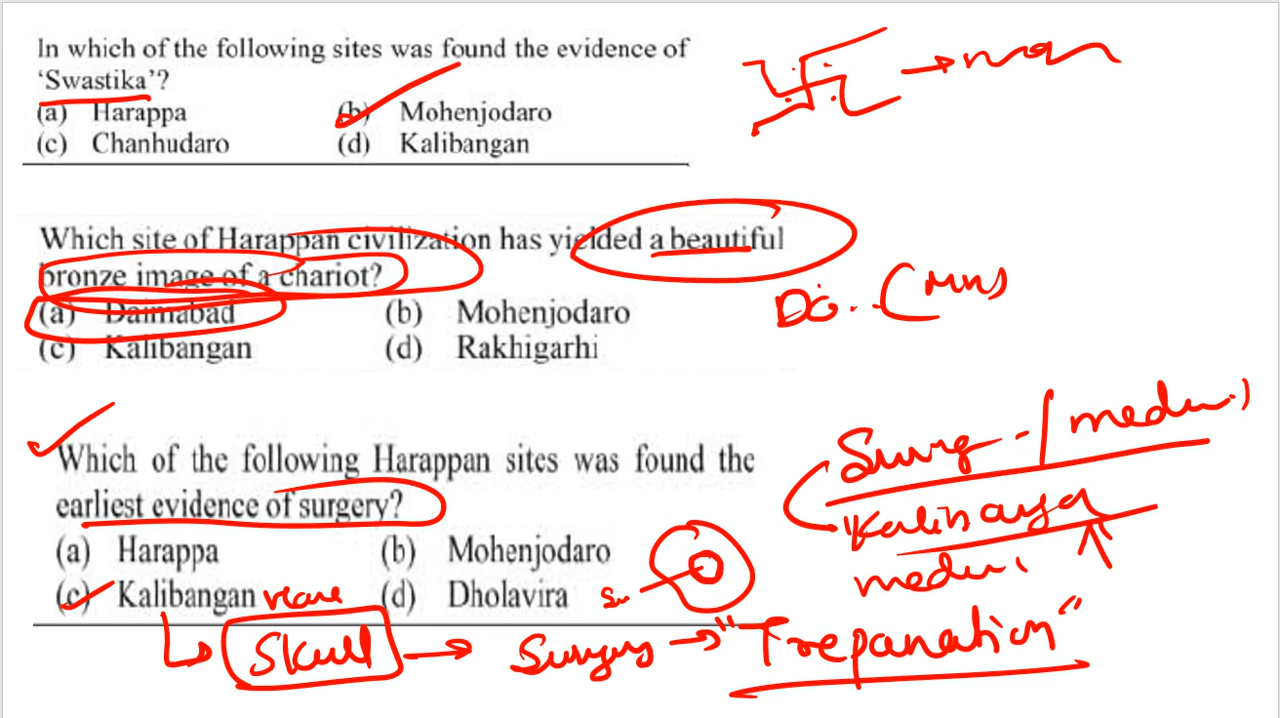 In which of the following sites was found the evidence of
‘Swastika’?
(a) Harappa (b) Mohenjodaro
(c) Chanhudaro (d) Kalibangan
Which site of Harappan civilization has yielded a beautiful
bronze image of a chariot?
(a) Daimabad (b) Mohenjodaro
(c) Kalibangan (d) Rakhigarhi
Which of the following Harappan sites was found the
earliest evidence of surgery?
(a) Harappa (b) Mohenjodaro
(c) Kalibangan (d) Dholavira
Skull → → "Trepanation"